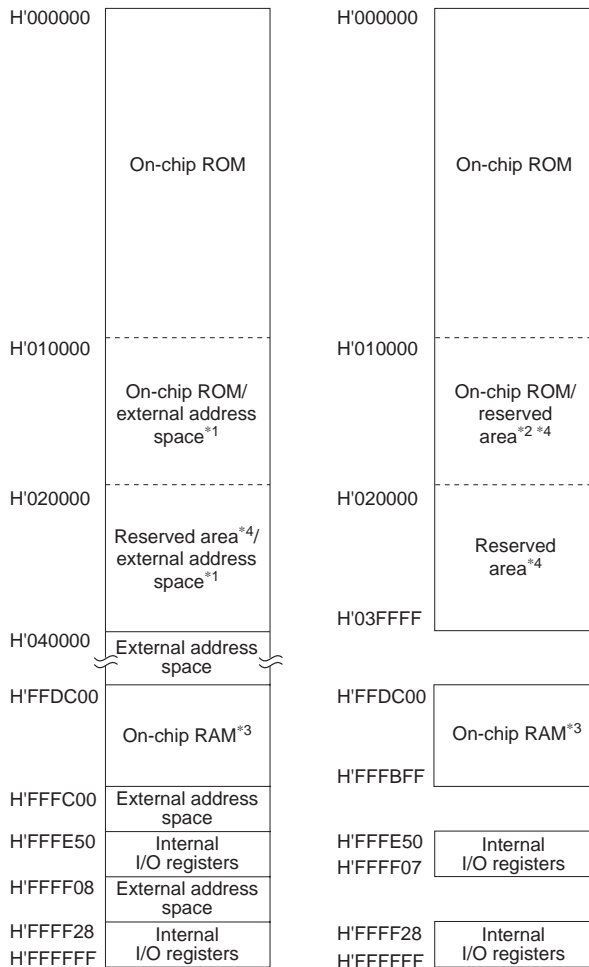 H'000000
On-chip ROM
H'010000
On-chip ROM/
external address
space*1
H'020000
Reserved area*4/
external address
space*1
H'040000
External address
space
H'FFDC00
On-chip RAM*3
H'FFFC00
External address
space
H'FFFE50
Internal
I/O registers
H'FFFF08
External address
space
H'FFFF28
Internal
I/O registers
H'FFFFFF
H'000000
On-chip ROM
H'010000
On-chip ROM/
reserved
area*2 *4
H'020000
Reserved
area*4
H'03FFFF
H'FFDC00
On-chip RAM*3
H'FFFBFF
H'FFFE50
Internal
I/O registers
H'FFFF07
H'FFFF28
Internal
I/O registers
H'FFFFFF